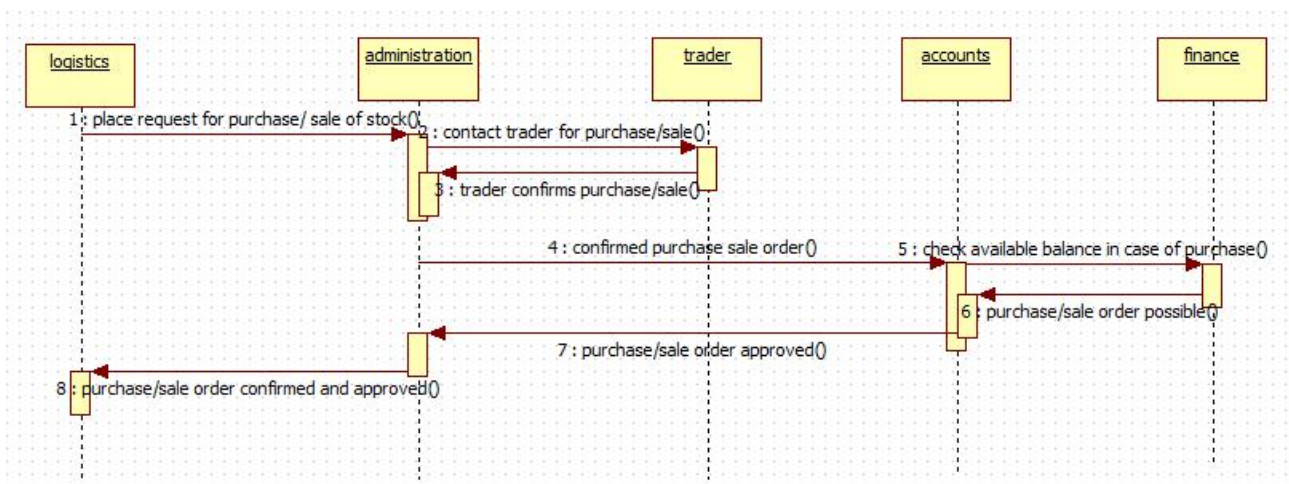 logistics
administration
trader
accounts
finance
1 : place request for purchase/ sale of stock()
2 : contact trader for purchase/sale()
3 : trader confirms purchase/sale()
4 : confirmed purchase sale order()
5 : check available balance in case of purchase()
6 : purchase/sale order possible()
7 : purchase/sale order approved()
8 : purchase/sale order confirmed and approved()